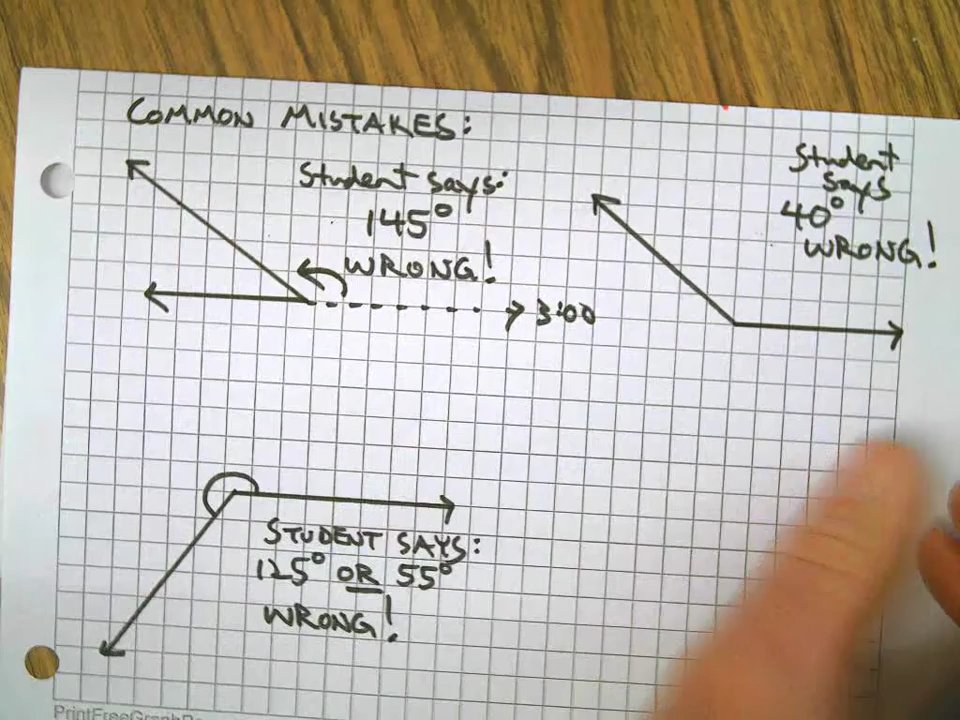 COMMON MISTAKES:
Student says:
145°
WRONG!
3:00
Student
says
40°
WRONG!
STUDENT SAYS:
125° OR 55°
WRONG!